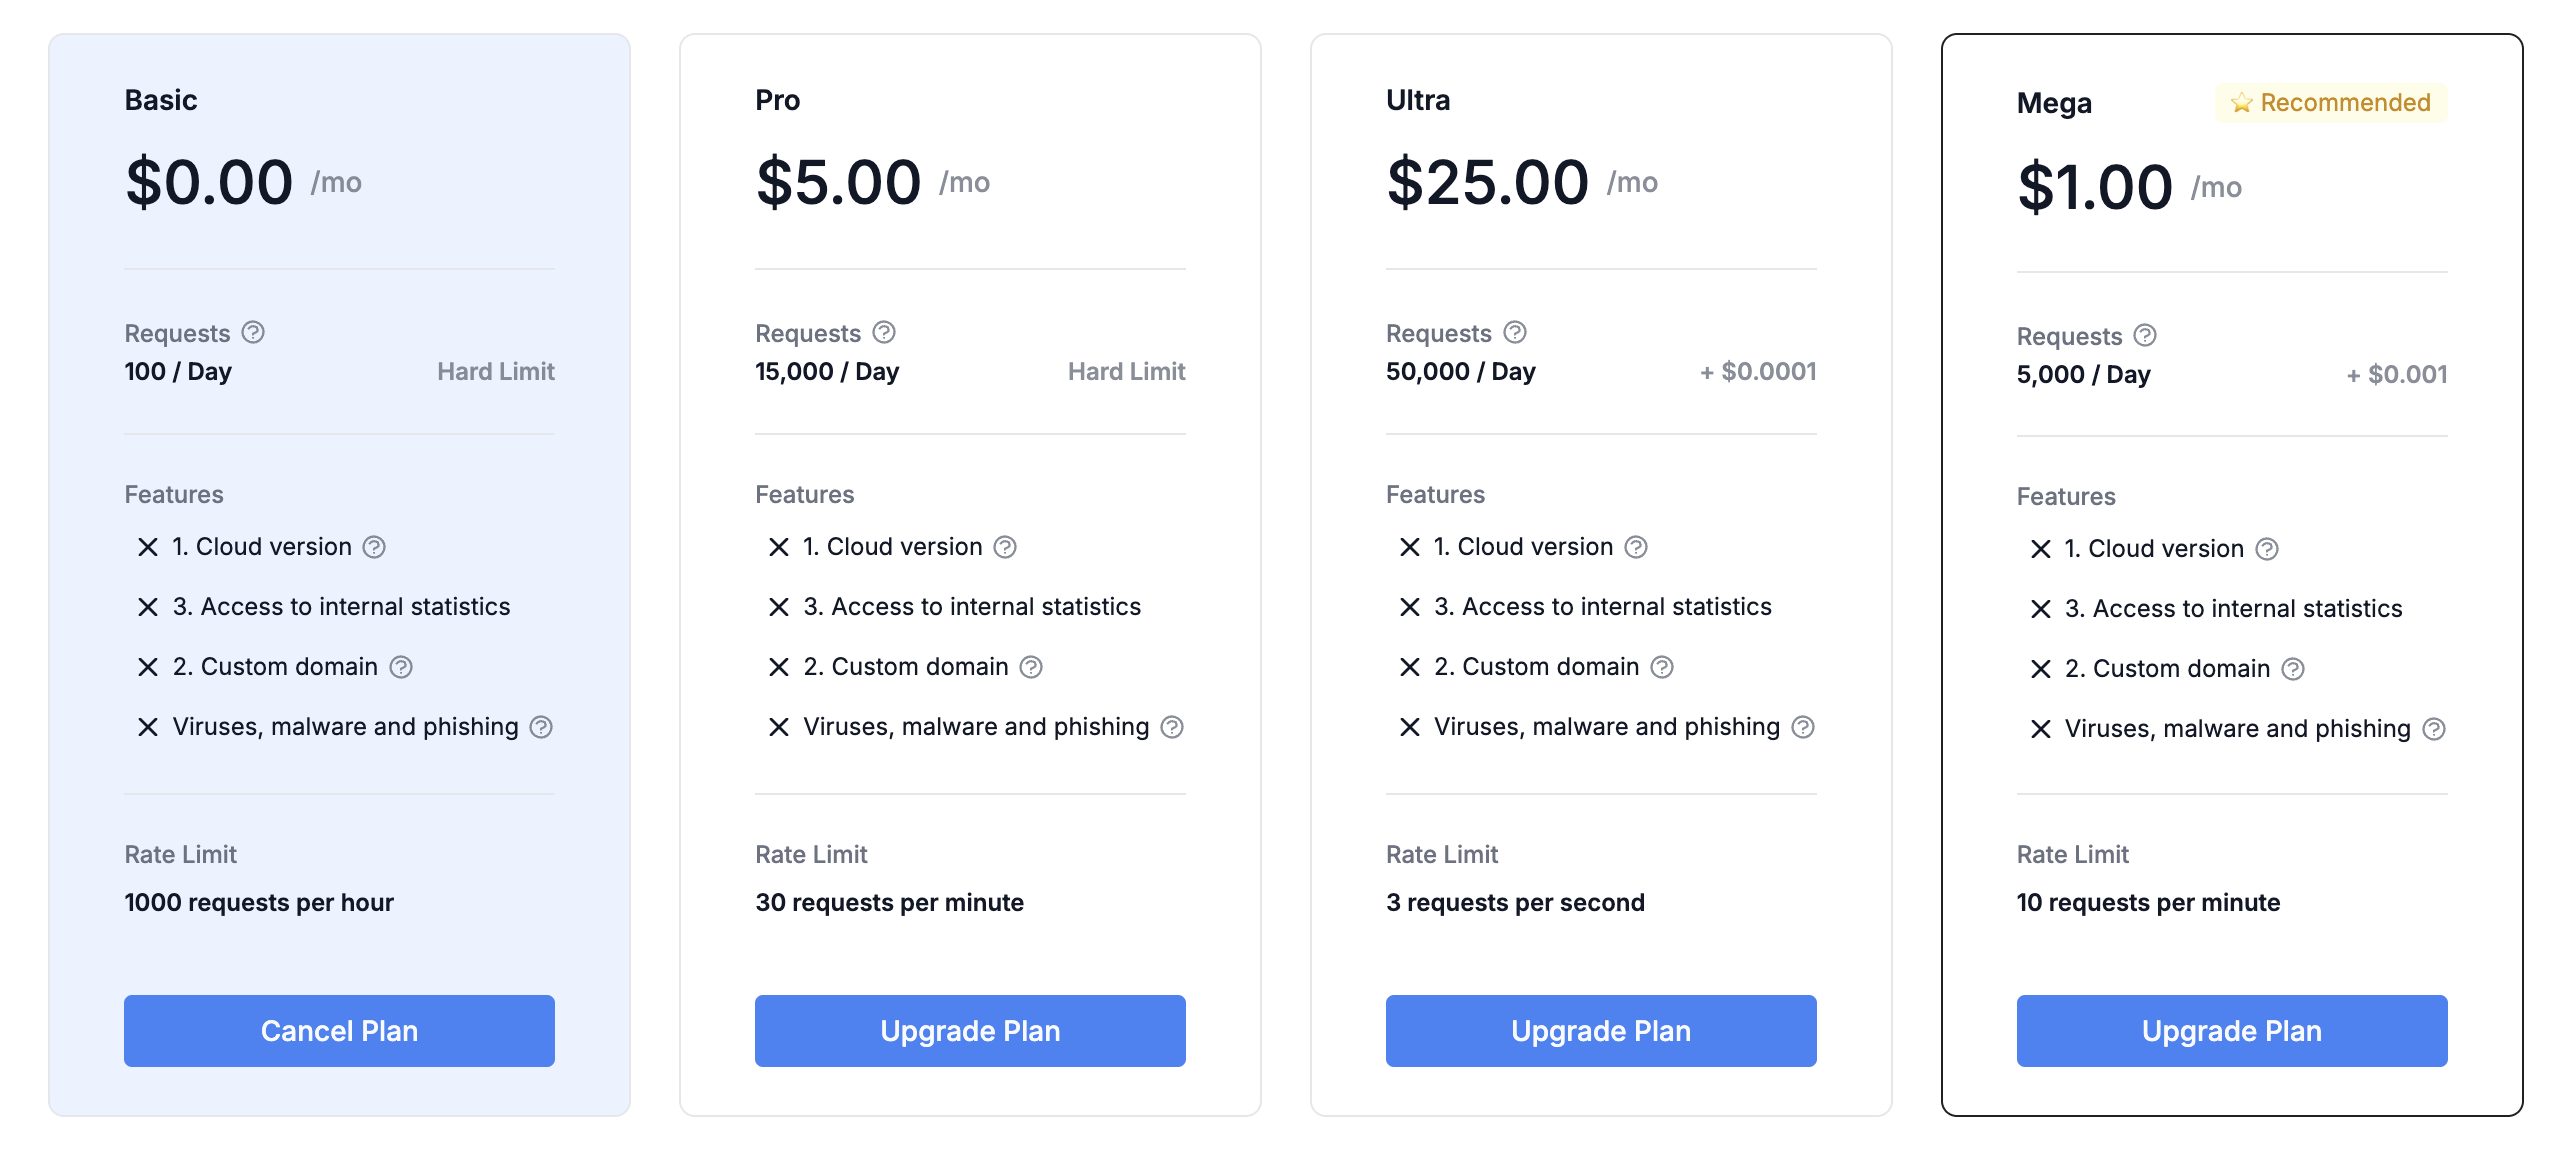 Basic
$0.00 /mo
Requests
100 / Day Hard Limit
Features
1. Cloud version
3. Access to internal statistics
2. Custom domain
Viruses, malware and phishing
Rate Limit
1000 requests per hour
Cancel Plan
Pro
$5.00 /mo
Requests
15,000 / Day Hard Limit
Features
1. Cloud version
3. Access to internal statistics
2. Custom domain
Viruses, malware and phishing
Rate Limit
30 requests per minute
Upgrade Plan
Ultra
$25.00 /mo
Requests
50,000 / Day + $0.0001
Features
1. Cloud version
3. Access to internal statistics
2. Custom domain
Viruses, malware and phishing
Rate Limit
3 requests per second
Upgrade Plan
Mega ⭐ Recommended
$1.00 /mo
Requests
5,000 / Day + $0.001
Features
1. Cloud version
3. Access to internal statistics
2. Custom domain
Viruses, malware and phishing
Rate Limit
10 requests per minute
Upgrade Plan